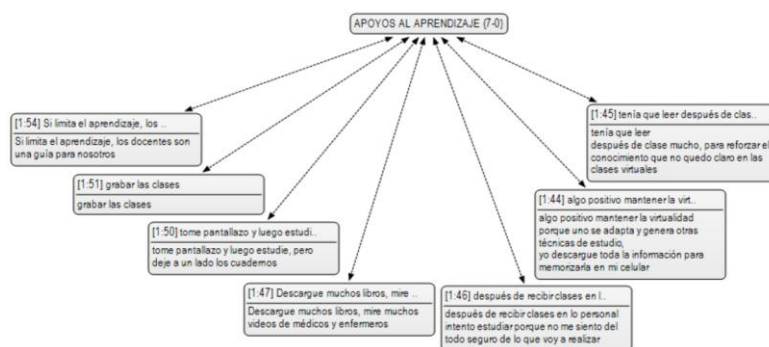 APOYOS AL APRENDIZAJE {7-0}
[1:54] Si limita el aprendizaje, los ..
Si limita el aprendizaje, los docentes son
una guía para nosotros
[1:51] grabar las clases
grabar las clases
[1:50] tome pantallazo y luego estudi..
tome pantallazo y luego estudie, pero
deje a un lado los cuadernos
[1:47] Descargue muchos libros, mire ..
Descargue muchos libros, mire muchos
videos de médicos y enfermeros
[1:46] después de recibir clases en l..
después de recibir clases en lo personal
intento estudiar porque no me siento del
todo seguro de lo que voy a realizar
[1:44] algo positivo mantener la virt..
algo positivo mantener la virtualidad
porque uno se adapta y genera otras
técnicas de estudio,
yo descargue toda la información para
memorizarla en mi celular
[1:45] tenía que leer después de clas..
tenía que leer
después de clase mucho, para reforzar el
conocimiento que no quedo claro en las
clases virtuales